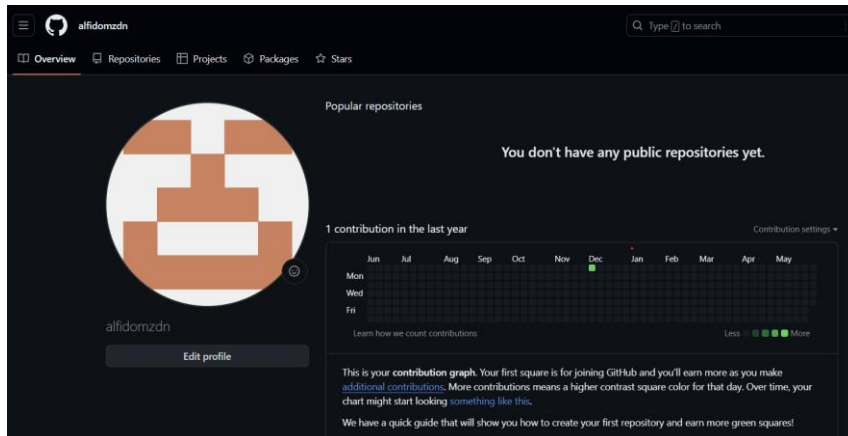 alfidomzdn
Type / to search
Overview Repositories Projects Packages Stars
Popular repositories
You don't have any public repositories yet.
1 contribution in the last year
Contribution settings
Jun Jul Aug Sep Oct Nov Dec Jan Feb Mar Apr May
Mon
Wed
Fri
Learn how we count contributions
Less More
alfidomzdn
Edit profile
This is your contribution graph. Your first square is for joining GitHub and you'll earn more as you make
additional contributions. More contributions means a higher contrast square color for that day. Over time, your
chart might start looking something like this.
We have a quick guide that will show you how to create your first repository and earn more green squares!